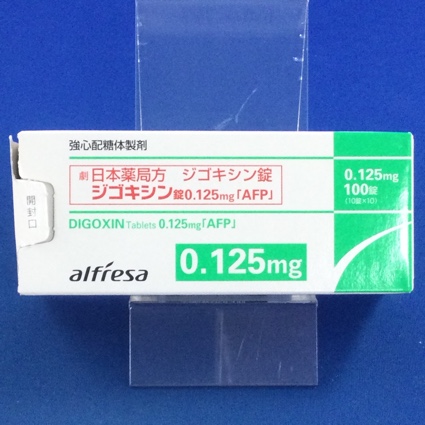 強心配糖体製剤
劇 日本薬局方 ジゴキシン錠
ジゴキシン錠0.125mg「AFP」
DIGOXIN Tablets 0.125mg「AFP」
alfresa
0.125mg
0.125mg
100錠
(10錠×10)
開封口